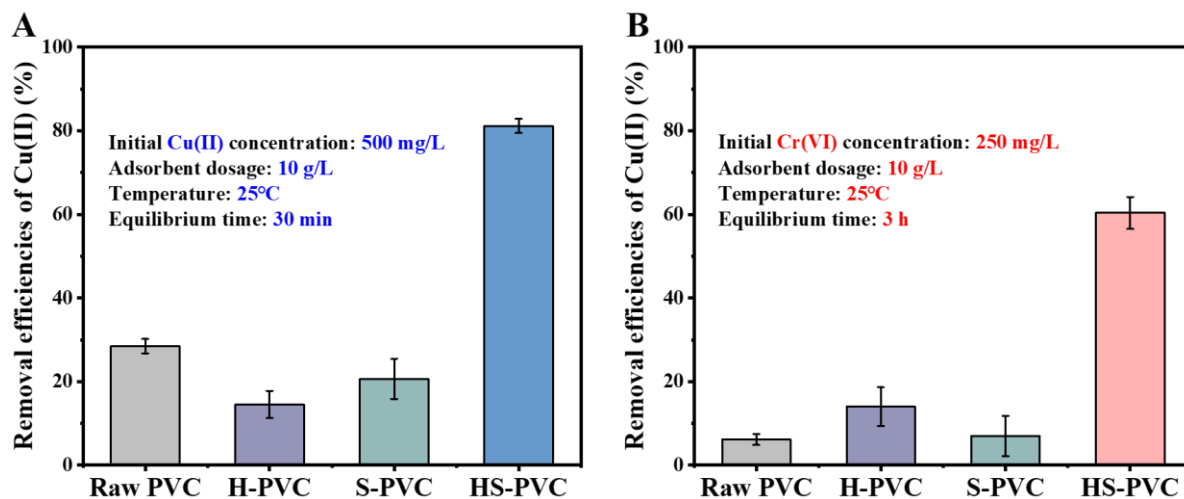 A
Removal efficiencies of Cu(II) (%)
100
80
60
40
20
0
Initial Cu(II) concentration: 500 mg/L
Adsorbent dosage: 10 g/L
Temperature: 25°C
Equilibrium time: 30 min
Raw PVC H-PVC S-PVC HS-PVC
B
Removal efficiencies of Cu(II) (%)
100
80
60
40
20
0
Initial Cr(VI) concentration: 250 mg/L
Adsorbent dosage: 10 g/L
Temperature: 25°C
Equilibrium time: 3 h
Raw PVC H-PVC S-PVC HS-PVC